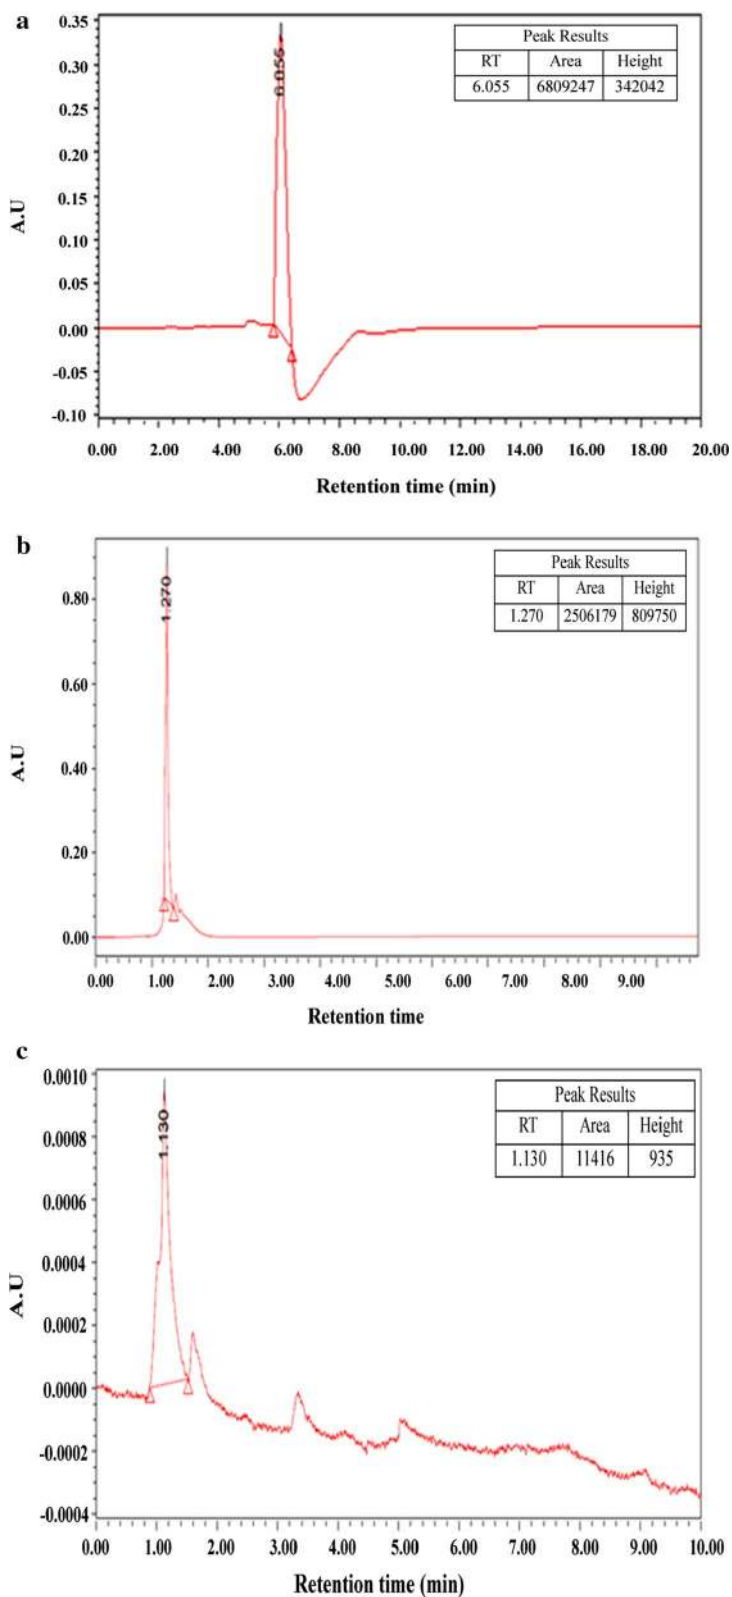 a
0.35
0.30
0.25
0.20
0.15
0.10
0.05
0.00
-0.05
-0.10
A.U
6.055
Peak Results
RT Area Height
6.055 6809247 342042
0.00 2.00 4.00 6.00 8.00 10.00 12.00 14.00 16.00 18.00 20.00
Retention time (min)
b
0.80
0.60
0.40
0.20
0.00
A.U
1.270
Peak Results
RT Area Height
1.270 2506179 809750
0.00 1.00 2.00 3.00 4.00 5.00 6.00 7.00 8.00 9.00
Retention time
c
0.0010
0.0008
0.0006
0.0004
0.0002
0.0000
-0.0002
-0.0004
A.U
1.130
Peak Results
RT Area Height
1.130 11416 935
0.00 1.00 2.00 3.00 4.00 5.00 6.00 7.00 8.00 9.00 10.00
Retention time (min)